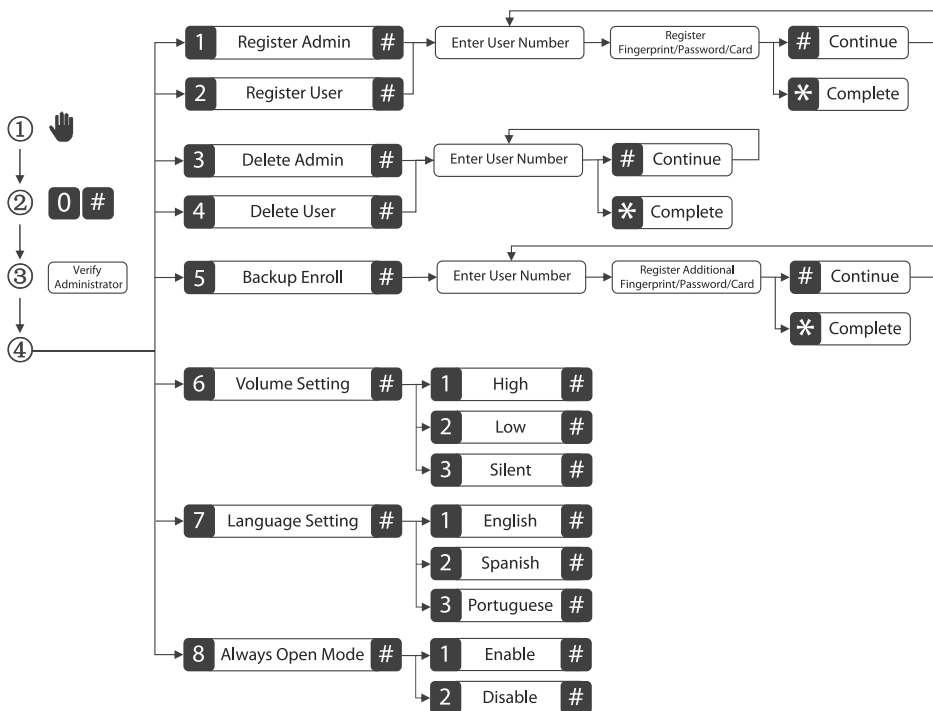 1 Register Admin # Enter User Number Register # Continue
Fingerprint/Password/Card
2 Register User # * Complete
①
3 Delete Admin # Enter User Number # Continue
② 0 #
4 Delete User # * Complete
③ Verify
Administrator
5 Backup Enroll # Enter User Number Register Additional # Continue
Fingerprint/Password/Card
* Complete
④
6 Volume Setting # 1 High #
2 Low #
3 Silent #
7 Language Setting # 1 English #
2 Spanish #
3 Portuguese #
8 Always Open Mode # 1 Enable #
2 Disable #